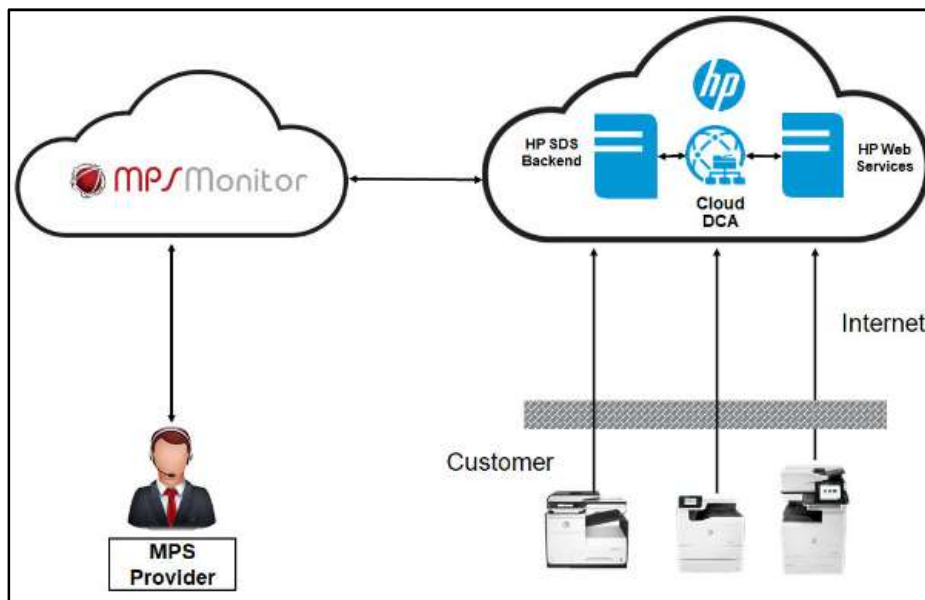 hp
HP SDS
Backend
HP Web
Services
MPSMonitor
Cloud
DCA
Internet
Customer
MPS
Provider